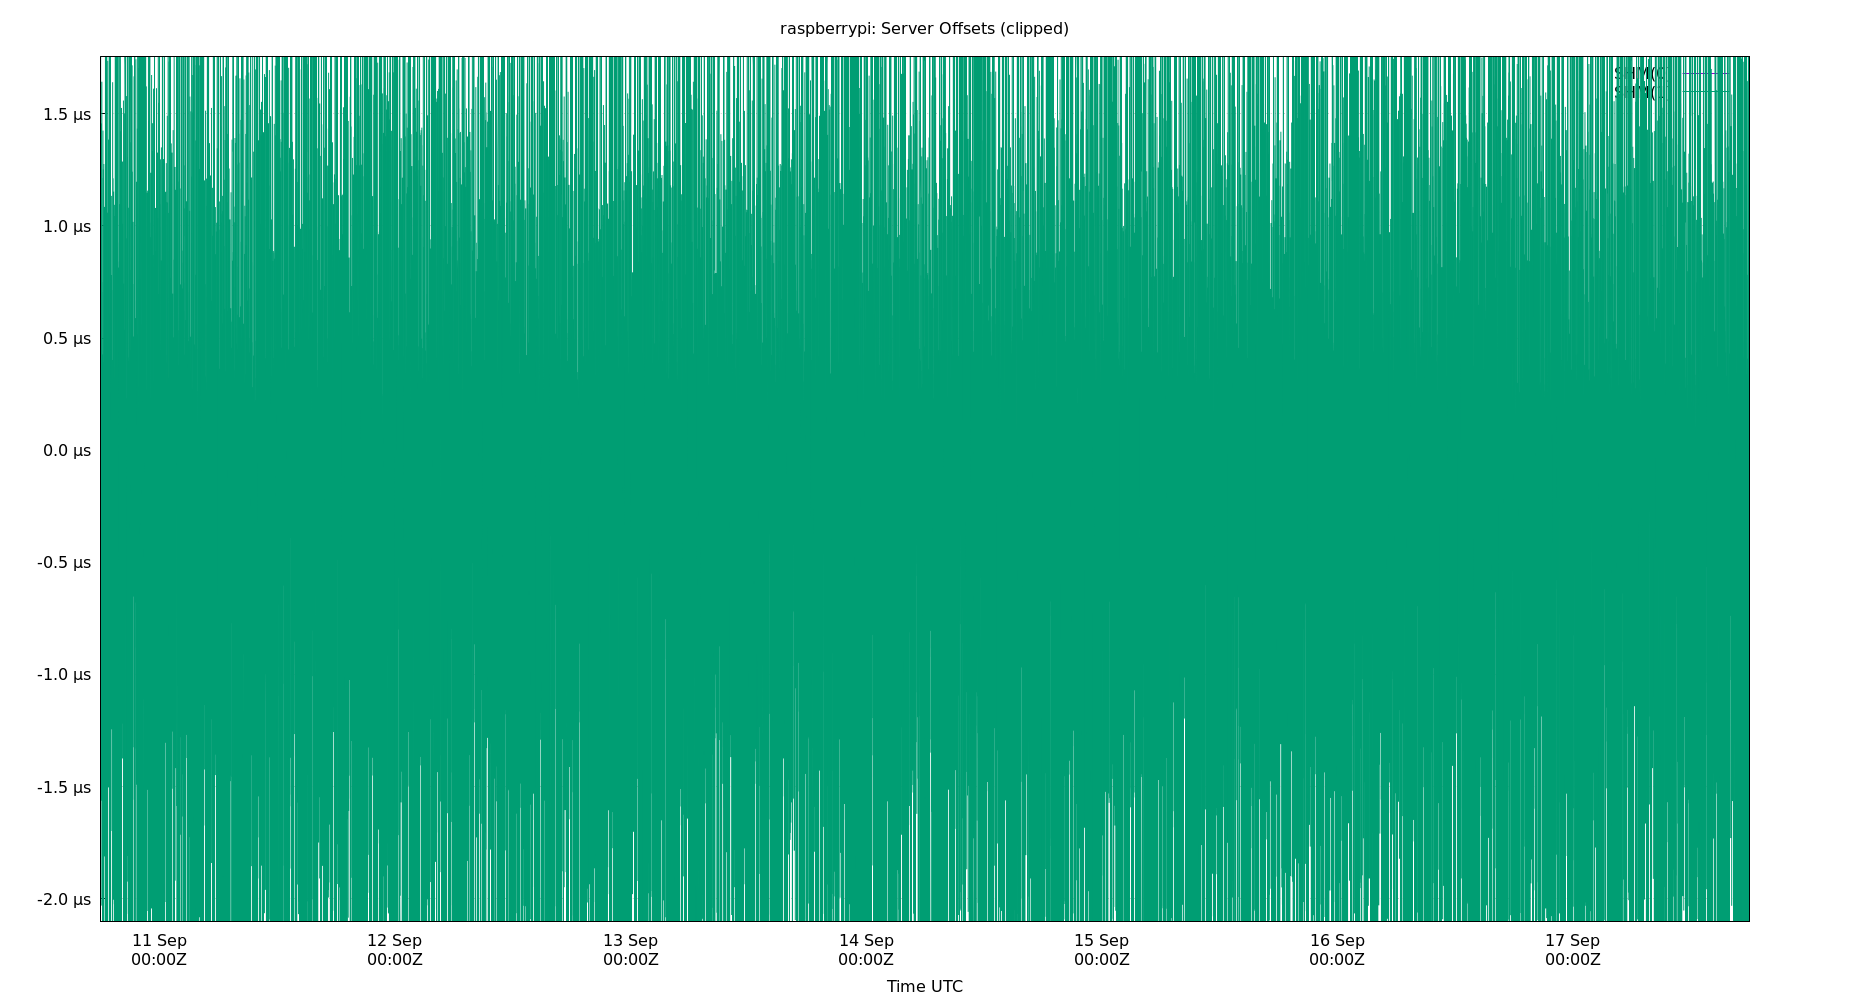 raspberrypi: Server Offsets (clipped)
1.5 µs
1.0 µs
0.5 µs
0.0 µs
-0.5 µs
-1.0 µs
-1.5 µs
-2.0 µs
11 Sep 12 Sep 13 Sep 14 Sep 15 Sep 16 Sep 17 Sep
00:00Z 00:00Z 00:00Z 00:00Z 00:00Z 00:00Z 00:00Z
Time UTC